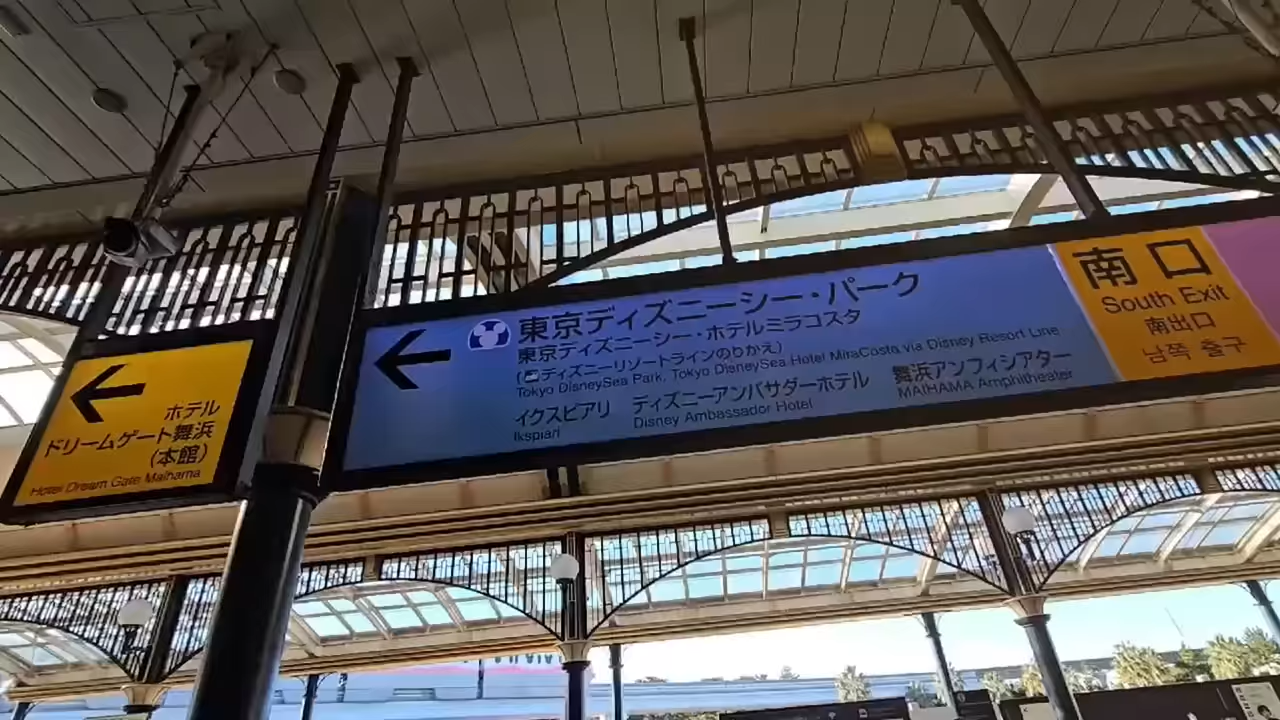 ホテル
ドリームゲート舞浜
(本館)
Hotel Dream Gate Maihama
東京ディズニーシー・パーク
東京ディズニーシー・ホテルミラコスタ
(ディズニーリゾートラインのりかえ)
Tokyo DisneySea Park, Tokyo DisneySea Hotel MiraCosta via Disney Resort Line
イクスピアリ ディズニーアンバサダーホテル 舞浜アンフィシアター
Ikspiari Disney Ambassador Hotel MAIHAMA Amphitheater
南口
South Exit
南出口
남쪽 출구